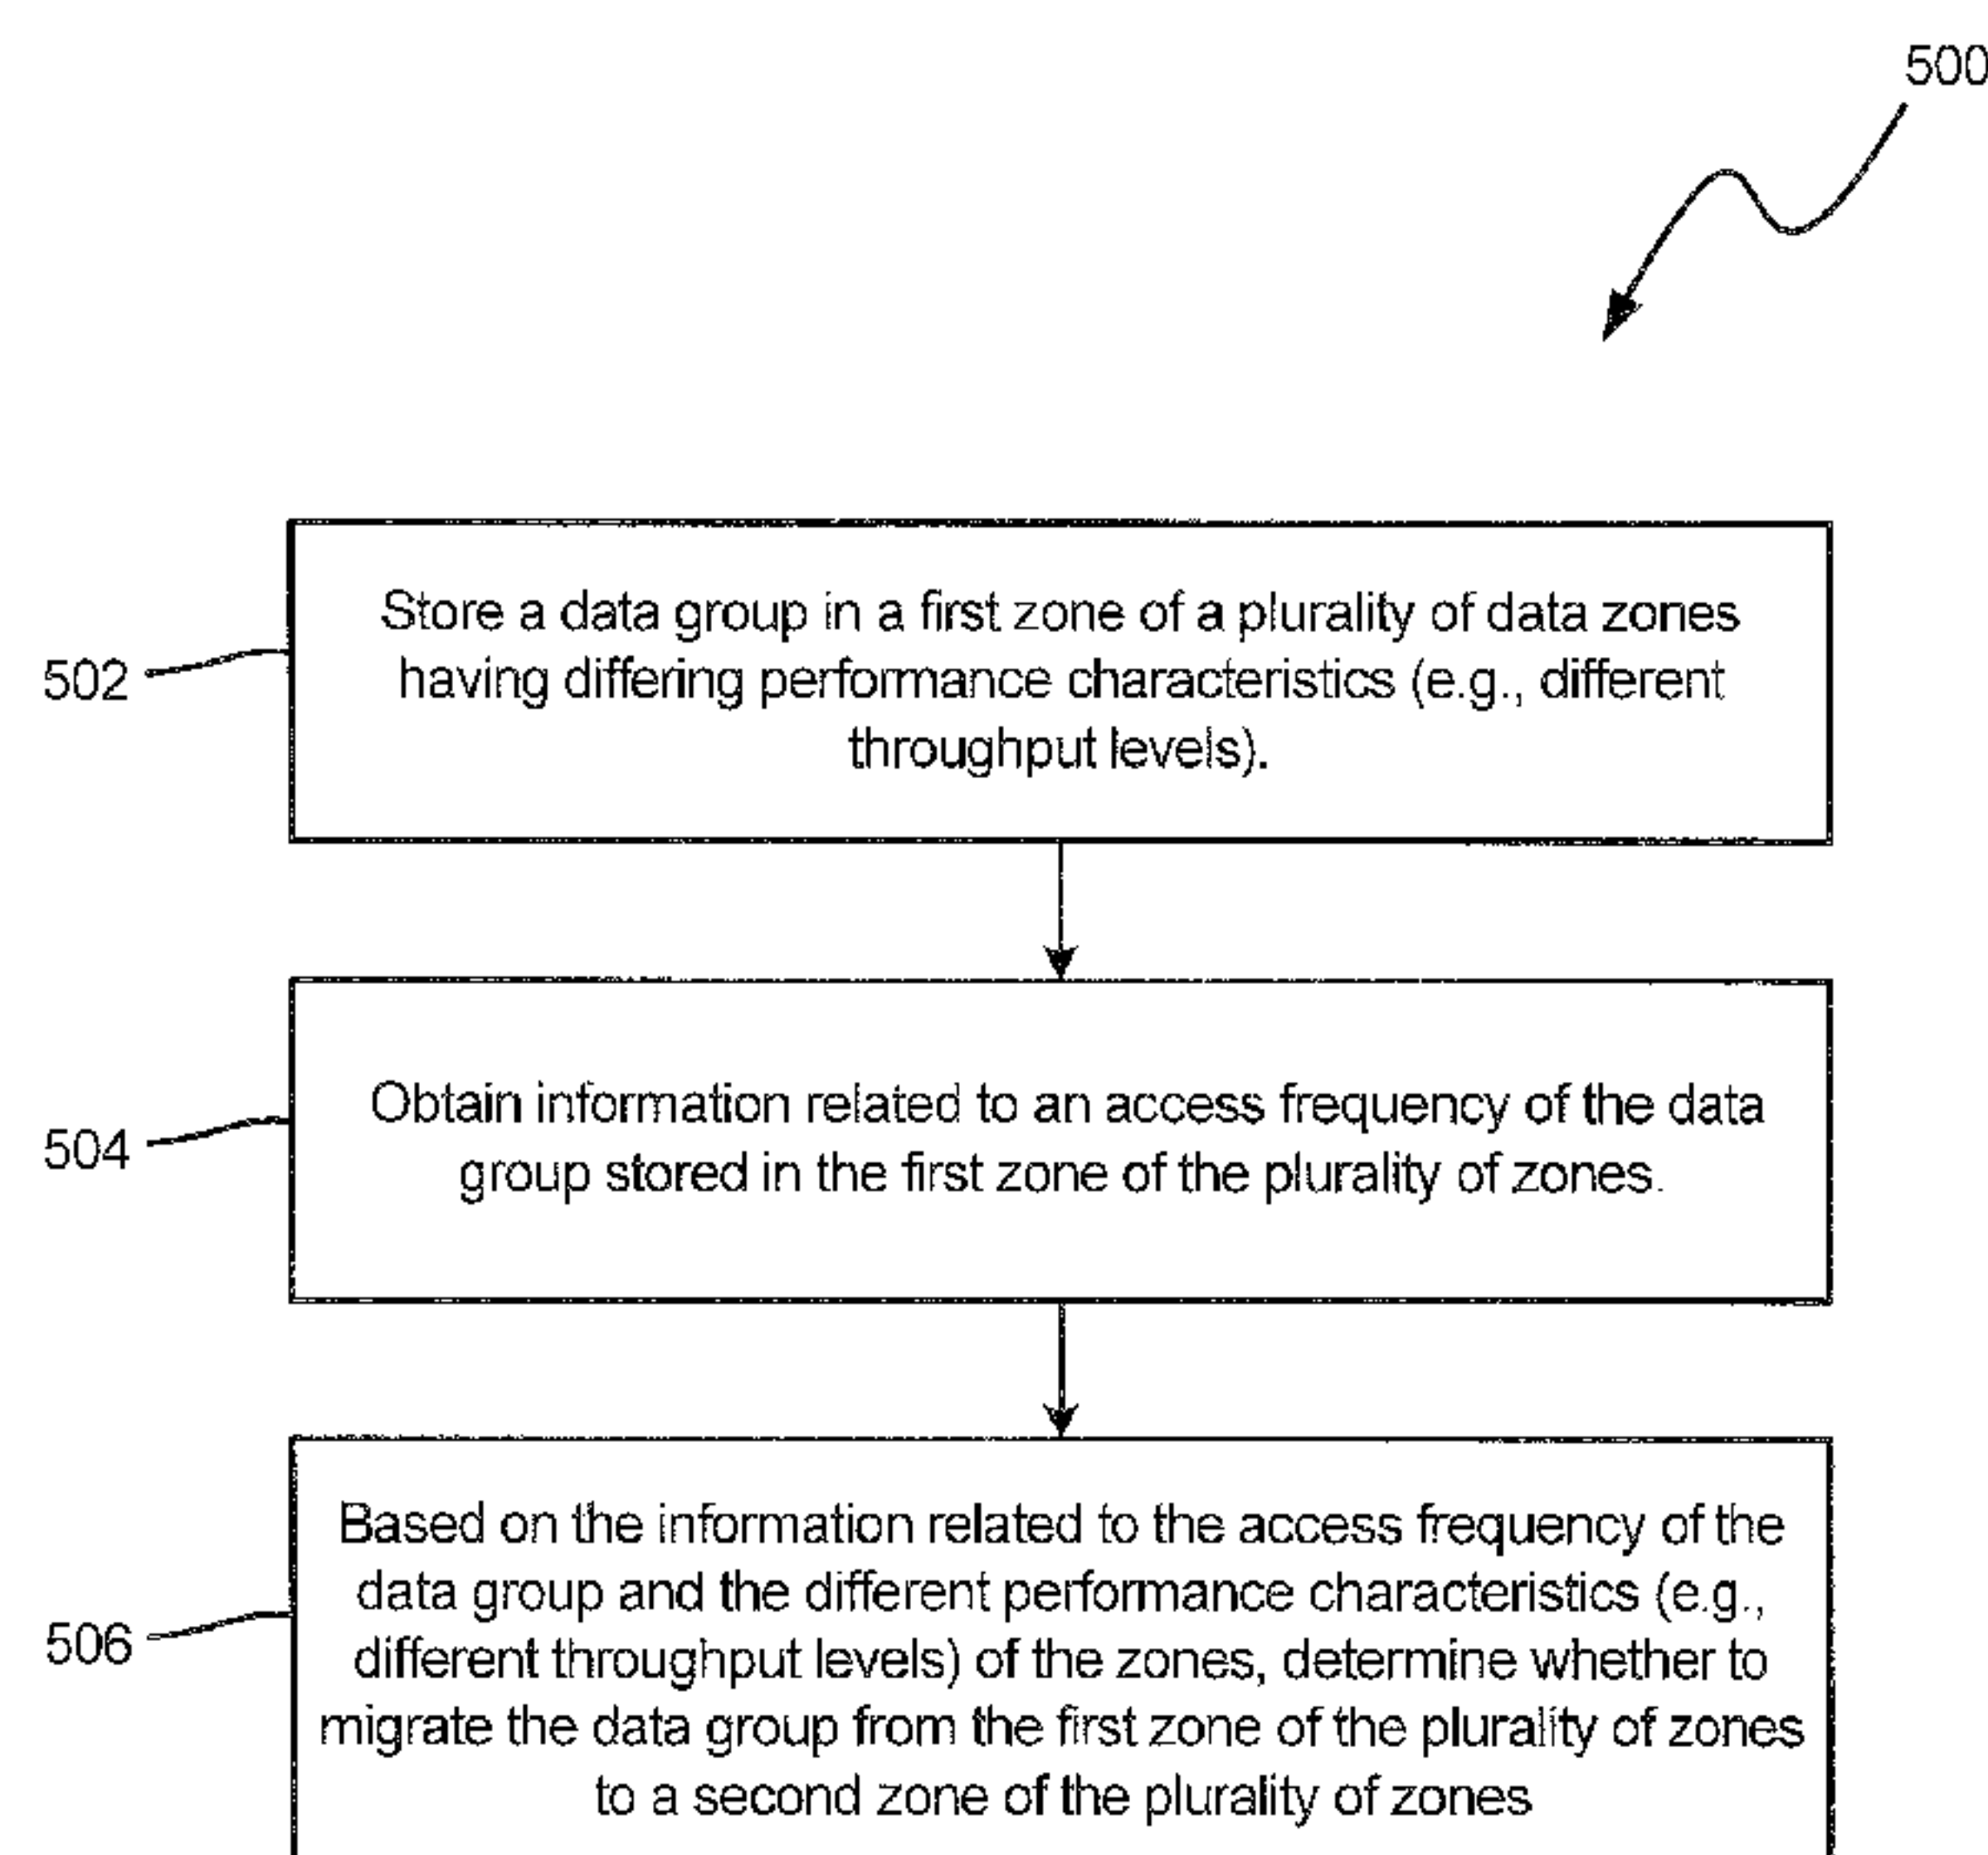 500
Store a data group in a first zone of a plurality of data zones
having differing performance characteristics (e.g., different
throughput levels).
502
Obtain information related to an access frequency of the data
group stored in the first zone of the plurality of zones.
504
Based on the information related to the access frequency of the
data group and the different performance characteristics (e.g.,
different throughput levels) of the zones, determine whether to
migrate the data group from the first zone of the plurality of zones
to a second zone of the plurality of zones
506